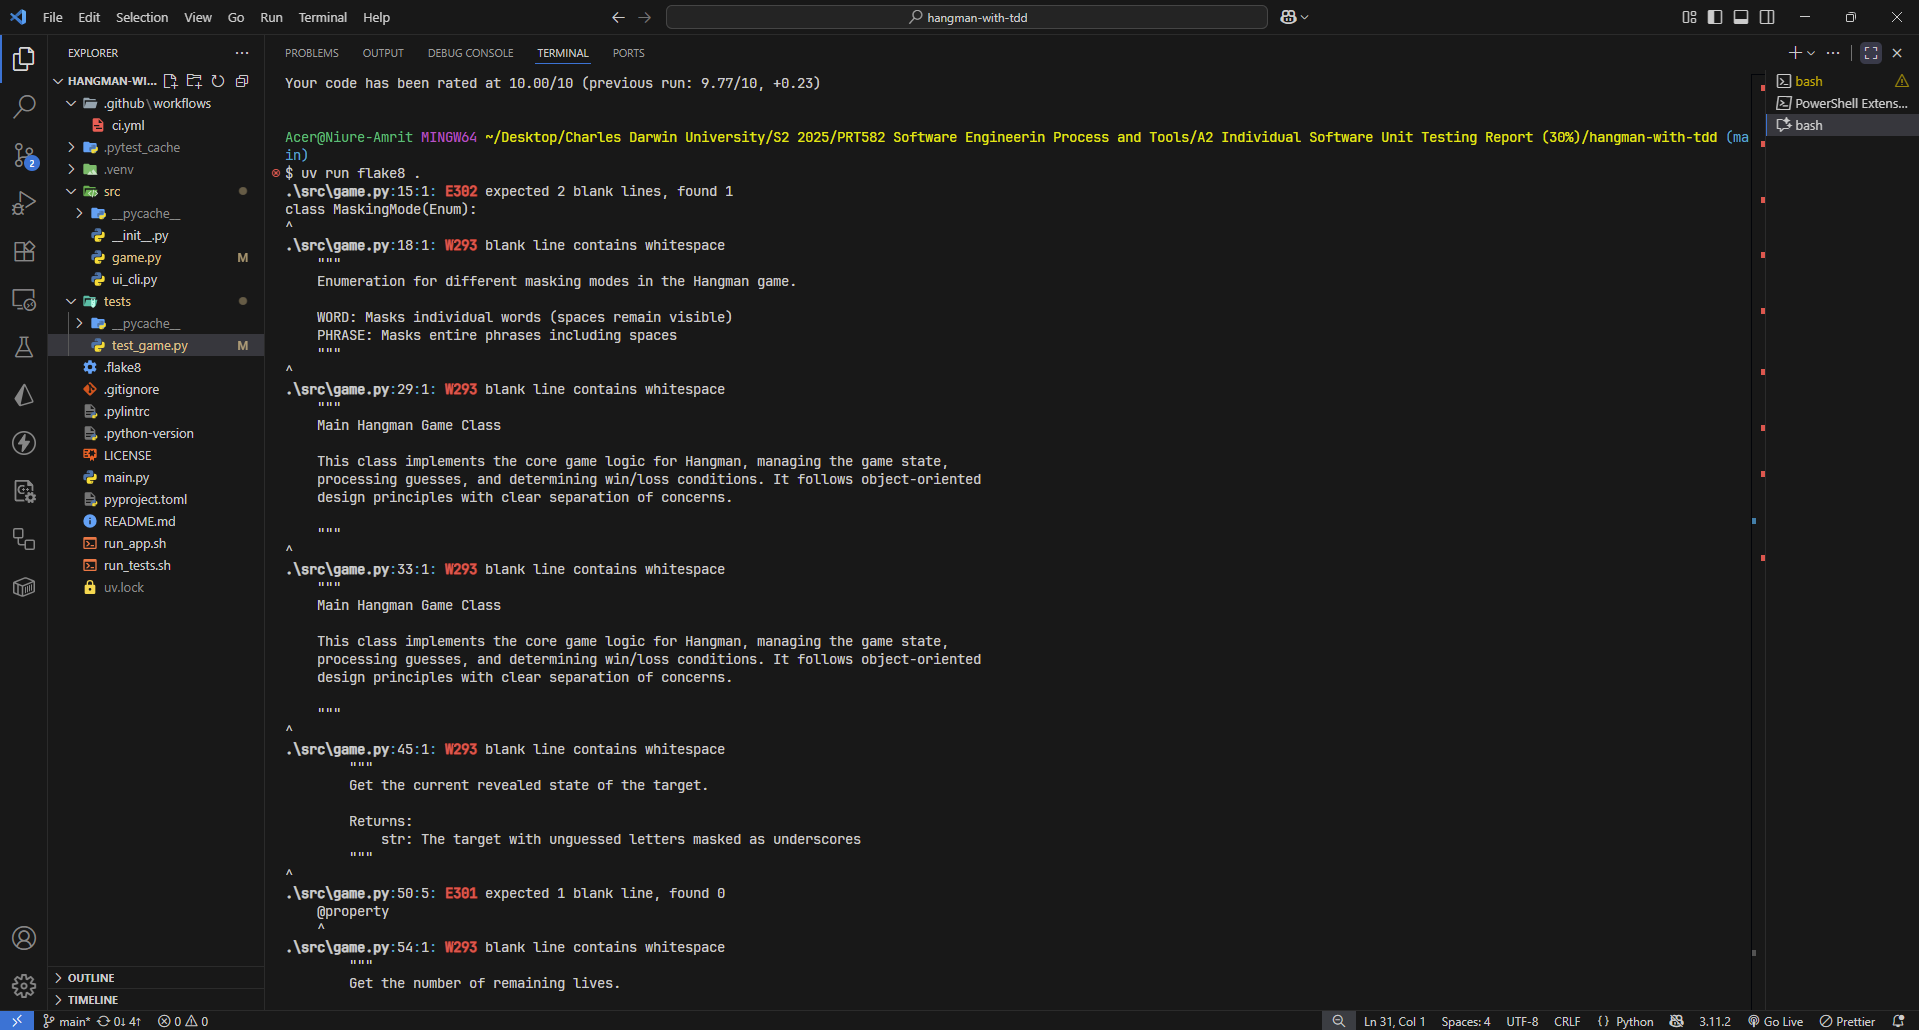 File Edit Selection View Go Run Terminal Help
hangman-with-tdd
EXPLORER
HANGMAN-WI...
.github\workflows
ci.yml
.pytest_cache
.venv
src
__pycache__
__init__.py
game.py M
ui_cli.py
tests
__pycache__
test_game.py M
.flake8
.gitignore
.pylintrc
.python-version
LICENSE
main.py
pyproject.toml
README.md
run_app.sh
run_tests.sh
uv.lock
OUTLINE
TIMELINE
2
PROBLEMS OUTPUT DEBUG CONSOLE TERMINAL PORTS
Your code has been rated at 10.00/10 (previous run: 9.77/10, +0.23)
Acer@Niure-Amrit MINGW64 ~/Desktop/Charles Darwin University/S2 2025/PRT582 Software Engineerin Process and Tools/A2 Individual Software Unit Testing Report (30%)/hangman-with-tdd (ma
in)
$ uv run flake8 .
.\src\game.py:15:1: E302 expected 2 blank lines, found 1
class MaskingMode(Enum):
^
.\src\game.py:18:1: W293 blank line contains whitespace
    """
    Enumeration for different masking modes in the Hangman game.
    WORD: Masks individual words (spaces remain visible)
    PHRASE: Masks entire phrases including spaces
    """
^
.\src\game.py:29:1: W293 blank line contains whitespace
    """
    Main Hangman Game Class
    This class implements the core game logic for Hangman, managing the game state,
    processing guesses, and determining win/loss conditions. It follows object-oriented
    design principles with clear separation of concerns.
    """
^
.\src\game.py:33:1: W293 blank line contains whitespace
    """
    Main Hangman Game Class
    This class implements the core game logic for Hangman, managing the game state,
    processing guesses, and determining win/loss conditions. It follows object-oriented
    design principles with clear separation of concerns.
    """
^
.\src\game.py:45:1: W293 blank line contains whitespace
        """
        Get the current revealed state of the target.
        Returns:
            str: The target with unguessed letters masked as underscores
        """
^
.\src\game.py:50:5: E301 expected 1 blank line, found 0
    @property
    ^
.\src\game.py:54:1: W293 blank line contains whitespace
        """
        Get the number of remaining lives.
bash
PowerShell Extens...
bash
main* 0↓ 4↑ 0 0 Ln 31, Col 1 Spaces: 4 UTF-8 CRLF { } Python 3.11.2 Go Live Prettier